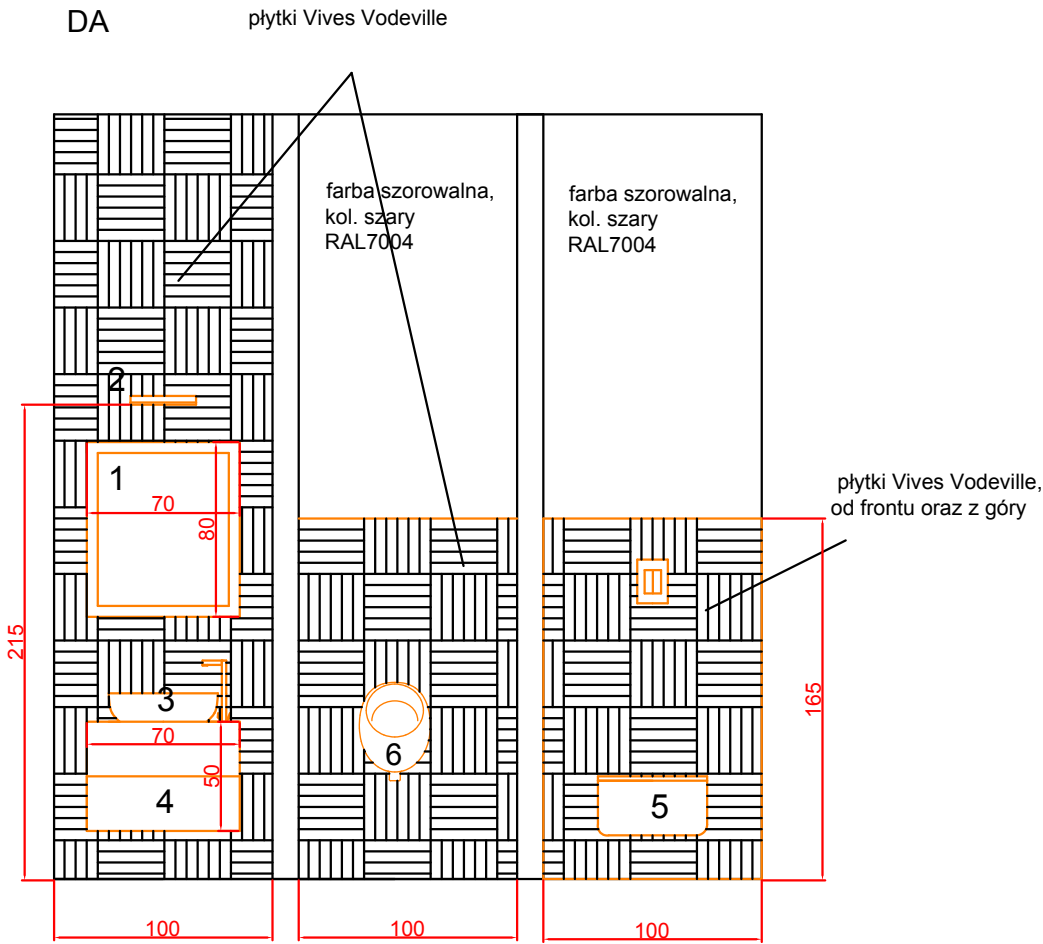 DA
płytki Vives Vodeville
farba szorowalna,
kol. szary
RAL7004
farba szorowalna,
kol. szary
RAL7004
2
1
70
80
płytki Vives Vodeville,
od frontu oraz z góry
215
3
70
50
4
6
5
165
100
100
100